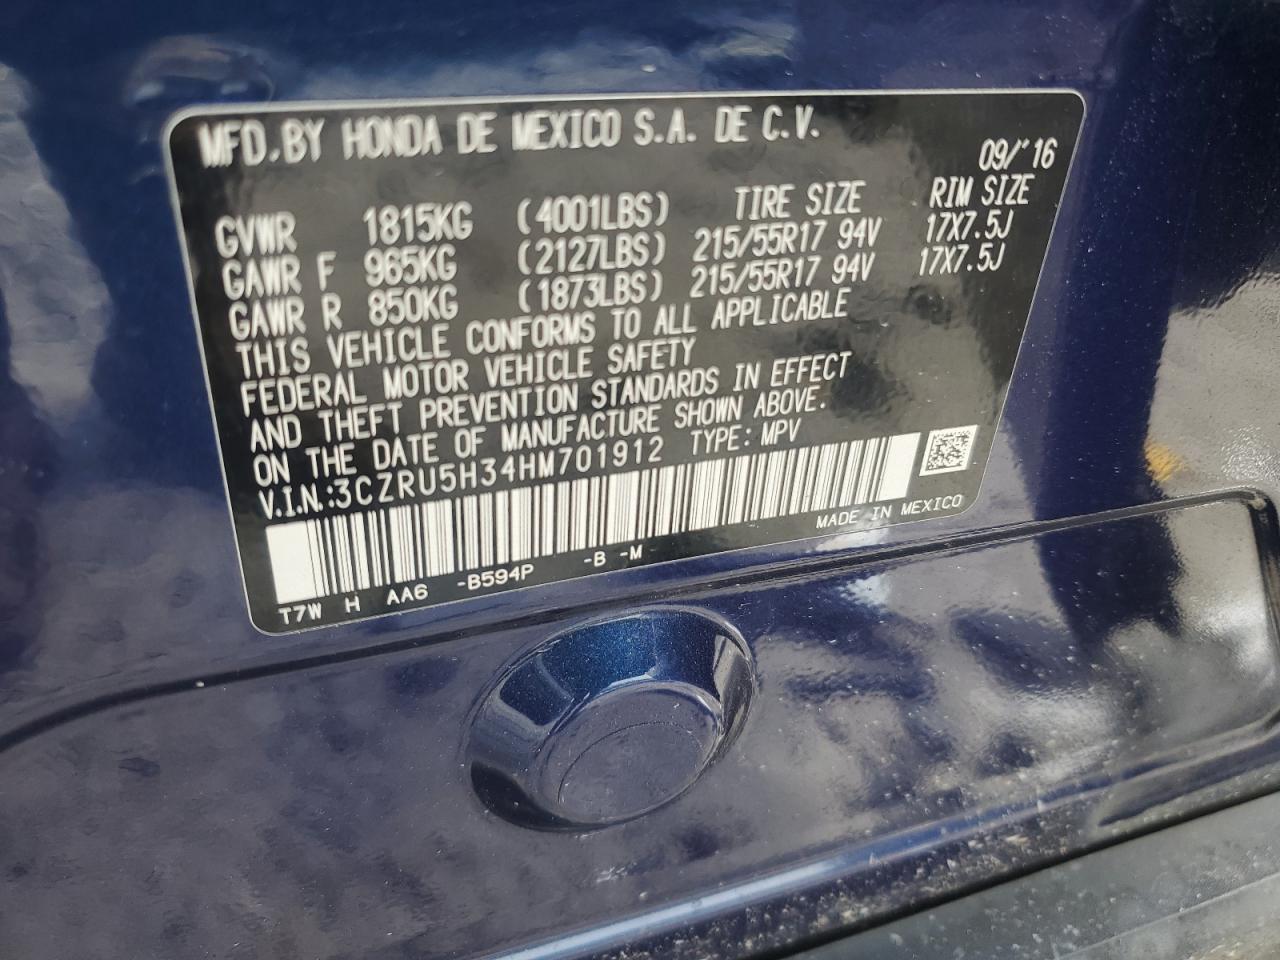 MFD. BY HONDA DE MEXICO S.A. DE C.V.
09/'16
GVWR 1815KG (4001LBS) TIRE SIZE RIM SIZE
GAWR F 965KG (2127LBS) 215/55R17 94V 17X7.5J
GAWR R 850KG (1873LBS) 215/55R17 94V 17X7.5J
THIS VEHICLE CONFORMS TO ALL APPLICABLE
FEDERAL MOTOR VEHICLE SAFETY
AND THEFT PREVENTION STANDARDS IN EFFECT
ON THE DATE OF MANUFACTURE SHOWN ABOVE.
V.I.N.:3CZRU5H34HM701912 TYPE: MPV
MADE IN MEXICO
T7W H AA6 -B594P -B -M